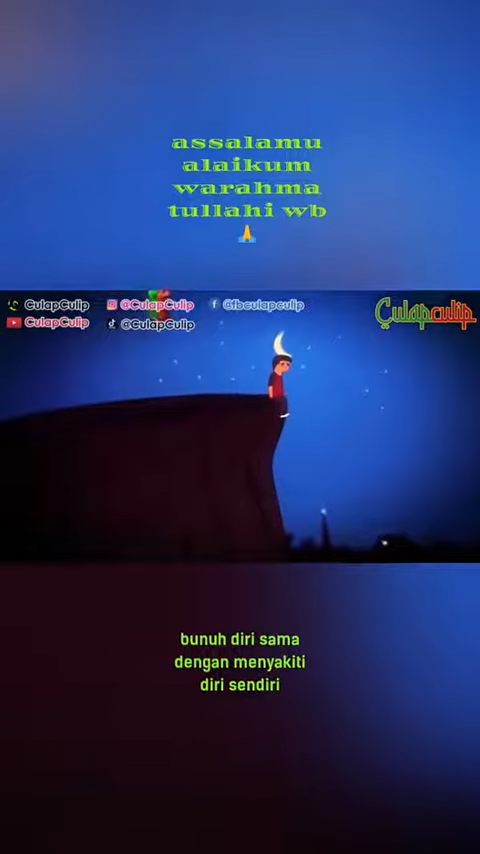 assalamu
alaikum
warahma
tullahi wb
🙏
CulapCulip @CulapCulip @fbculapculip
CulapCulip @CulapCulip
Culapculip
bunuh diri sama
dengan menyakiti
diri sendiri